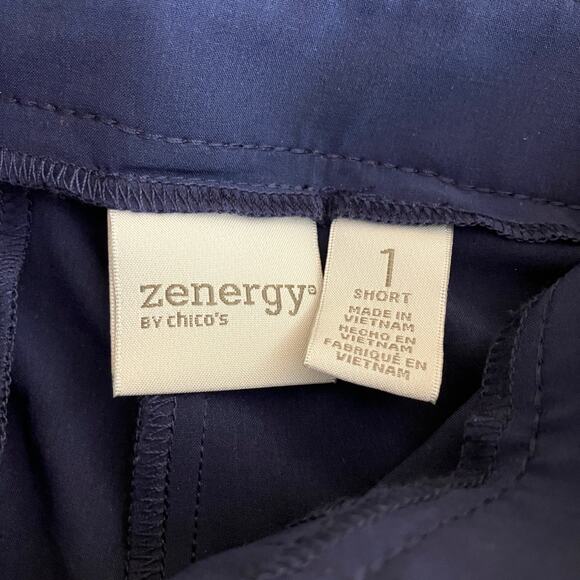 zenergy®
BY chico's
1
SHORT
MADE IN
VIETNAM
HECHO EN
VIETNAM
FABRIQUÉ EN
VIETNAM